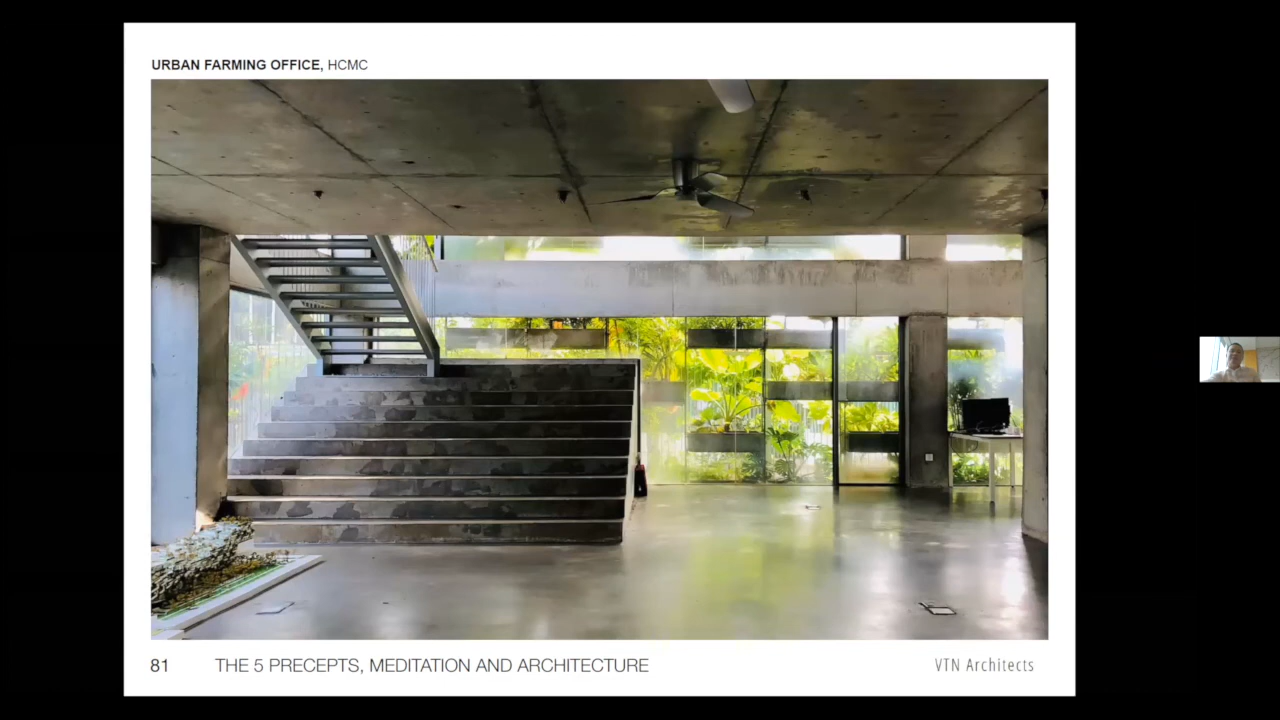 URBAN FARMING OFFICE, HCMC
81 THE 5 PRECEPTS, MEDITATION AND ARCHITECTURE VTN Architects